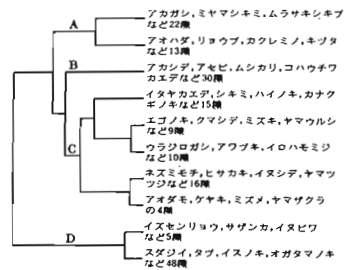 A
アカガシ，ミヤマシキミ，ムラサキシキブ
など22種
アオハダ，リョウブ，カクレミノ，キヅタ
など13種
B
アカシデ，アセビ，ムシカリ，コハウチワ
カエデなど30種
C
イタヤカエデ，シキミ，ハイノキ，カナク
ギノキなど15種
エゴノキ，クマシデ，ミズキ，ヤマウルシ
など9種
ウラジロガシ，アワブキ，イロハモミジ
など10種
ネズミモチ，ヒサカキ，イヌシデ，ヤマツ
ツジなど16種
アオダモ，ケヤキ，ミズメ，ヤマザクラ
の4種
D
イズセンリョウ，サザンカ，イヌビワ
など5種
スダジイ，タブ，イスノキ，オガタマノキ
など48種